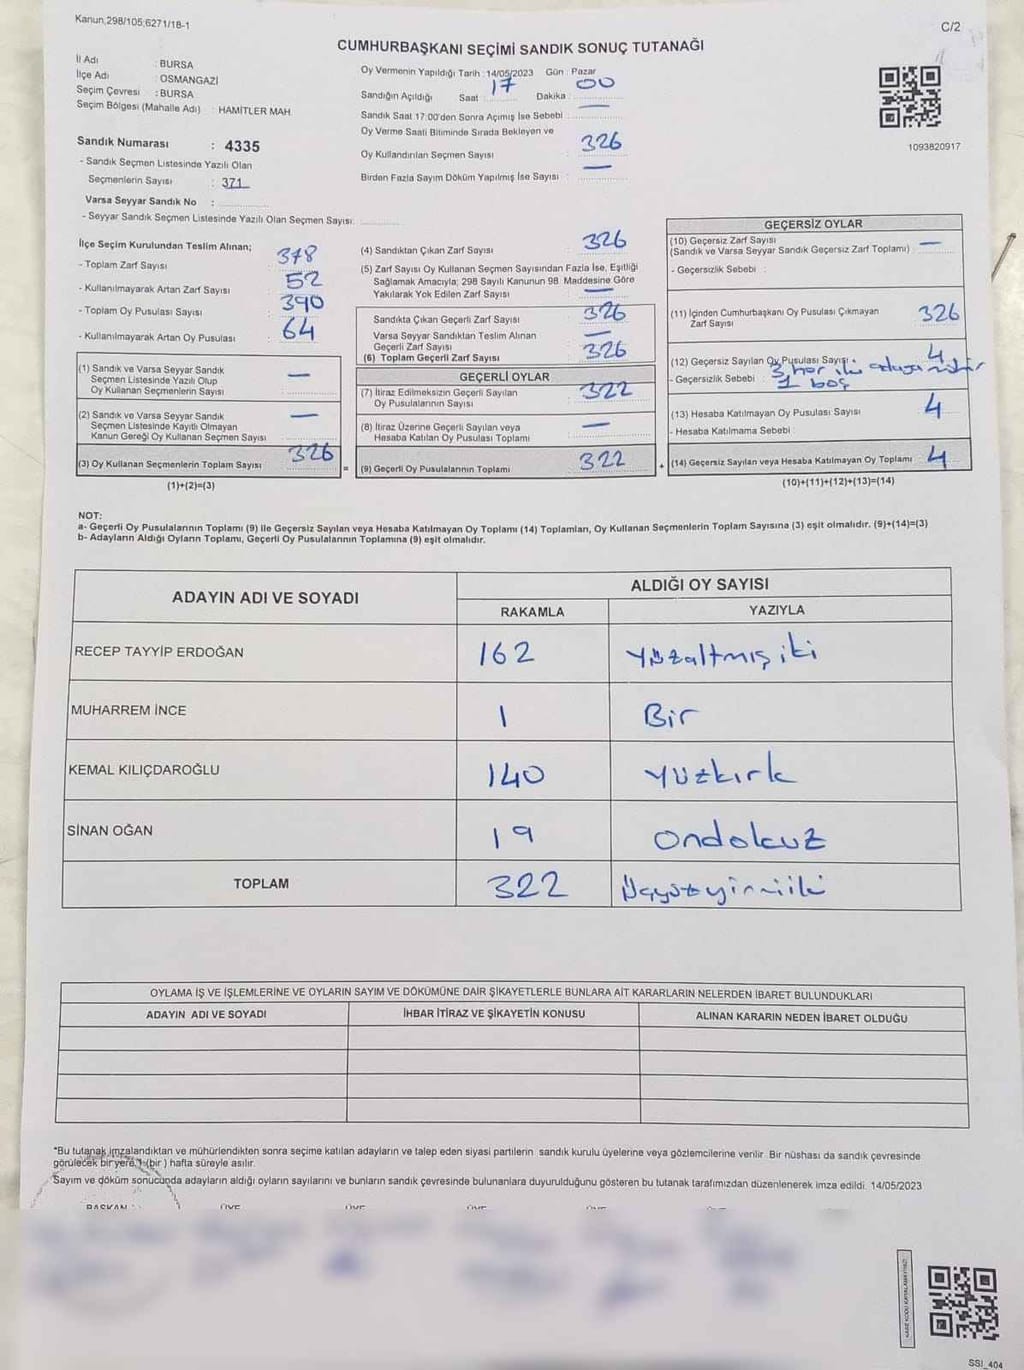 Kanun,298/105;6271/18-1
C/2
CUMHURBAŞKANI SEÇİMİ SANDIK SONUÇ TUTANAĞI
İl Adı : BURSA
İlçe Adı : OSMANGAZİ
Seçim Çevresi : BURSA
Seçim Bölgesi (Mahalle Adı) : HAMİTLER MAH.
Oy Vermenin Yapıldığı Tarih : 14/05/2023 Gün : Pazar
Sandığın Açıldığı Saat 17 Dakika 00
Sandık Saat 17:00'den Sonra Açımış İse Sebebi : —
Oy Verme Saati Bitiminde Sırada Bekleyen ve
Oy Kullandırılan Seçmen Sayısı : 326
Birden Fazla Sayım Döküm Yapılmış İse Sayısı : —
1093820917
Sandık Numarası : 4335
- Sandık Seçmen Listesinde Yazılı Olan
Seçmenlerin Sayısı : 371
Varsa Seyyar Sandık No :
- Seyyar Sandık Seçmen Listesinde Yazılı Olan Seçmen Sayısı:
İlçe Seçim Kurulundan Teslim Alınan;
- Toplam Zarf Sayısı : 378
- Kullanılmayarak Artan Zarf Sayısı : 52
- Toplam Oy Pusulası Sayısı : 390
- Kullanılmayarak Artan Oy Pusulası : 64
(1) Sandık ve Varsa Seyyar Sandık
Seçmen Listesinde Yazılı Olup
Oy Kullanan Seçmenlerin Sayısı —
(2) Sandık ve Varsa Seyyar Sandık
Seçmen Listesinde Kayıtlı Olmayan
Kanun Gereği Oy Kullanan Seçmen Sayısı —
(3) Oy Kullanan Seçmenlerin Toplam Sayısı 326
(1)+(2)=(3)
=
(4) Sandıktan Çıkan Zarf Sayısı : 326
(5) Zarf Sayısı Oy Kullanan Seçmen Sayısından Fazla İse, Eşitliği
Sağlamak Amacıyla; 298 Sayılı Kanunun 98. Maddesine Göre
Yakılarak Yok Edilen Zarf Sayısı : —
Sandıkta Çıkan Geçerli Zarf Sayısı : 326
Varsa Seyyar Sandıktan Teslim Alınan
Geçerli Zarf Sayısı : —
(6) Toplam Geçerli Zarf Sayısı : 326
GEÇERLİ OYLAR
(7) İtiraz Edilmeksizin Geçerli Sayılan
Oy Pusulalarının Sayısı : 322
(8) İtiraz Üzerine Geçerli Sayılan veya
Hesaba Katılan Oy Pusulası Toplamı —
(9) Geçerli Oy Pusulalarının Toplamı 322
+
GEÇERSİZ OYLAR
(10) Geçersiz Zarf Sayısı
(Sandık ve Varsa Seyyar Sandık Geçersiz Zarf Toplamı) : —
- Geçersizlik Sebebi :
(11) İçinden Cumhurbaşkanı Oy Pusulası Çıkmayan
Zarf Sayısı 326
(12) Geçersiz Sayılan Oy Pusulası Sayısı : 4
- Geçersizlik Sebebi : 3 her iki
1 boş
(13) Hesaba Katılmayan Oy Pusulası Sayısı 4
- Hesaba Katılmama Sebebi :
(14) Geçersiz Sayılan veya Hesaba Katılmayan Oy Toplamı : 4
(10)+(11)+(12)+(13)=(14)
NOT:
a- Geçerli Oy Pusulalarının Toplamı (9) ile Geçersiz Sayılan veya Hesaba Katılmayan Oy Toplamı (14) Toplamları, Oy Kullanan Seçmenlerin Toplam Sayısına (3) eşit olmalıdır. (9)+(14)=(3)
b- Adayların Aldığı Oyların Toplamı, Geçerli Oy Pusulalarının Toplamına (9) eşit olmalıdır.
ADAYIN ADI VE SOYADI ALDIĞI OY SAYISI
RAKAMLA YAZIYLA
RECEP TAYYİP ERDOĞAN 162 Yüzaltmışiki
MUHARREM İNCE 1 Bir
KEMAL KILIÇDAROĞLU 140 Yüzkırk
SİNAN OĞAN 19 Ondokuz
TOPLAM 322 Üçyüzyirmiiki
OYLAMA İŞ VE İŞLEMLERİNE VE OYLARIN SAYIM VE DÖKÜMÜNE DAİR ŞİKAYETLERLE BUNLARA AİT KARARLARIN NELERDEN İBARET BULUNDUKLARI
ADAYIN ADI VE SOYADI İHBAR İTİRAZ VE ŞİKAYETİN KONUSU ALINAN KARARIN NEDEN İBARET OLDUĞU
*Bu tutanak imzalandıktan ve mühürlendikten sonra seçime katılan adayların ve talep eden siyasi partilerin sandık kurulu üyelerine veya gözlemcilerine verilir. Bir nüshası da sandık çevresinde
görülecek bir yere 1 (bir) hafta süreyle asılır.
Sayım ve döküm sonucunda adayların aldığı oyların sayılarını ve bunların sandık çevresinde bulunanlara duyurulduğunu gösteren bu tutanak tarafımızdan düzenlenerek imza edildi. 14/05/2023
BAŞKAN ÜYE ÜYE ÜYE ÜYE ÜYE
SSI_404